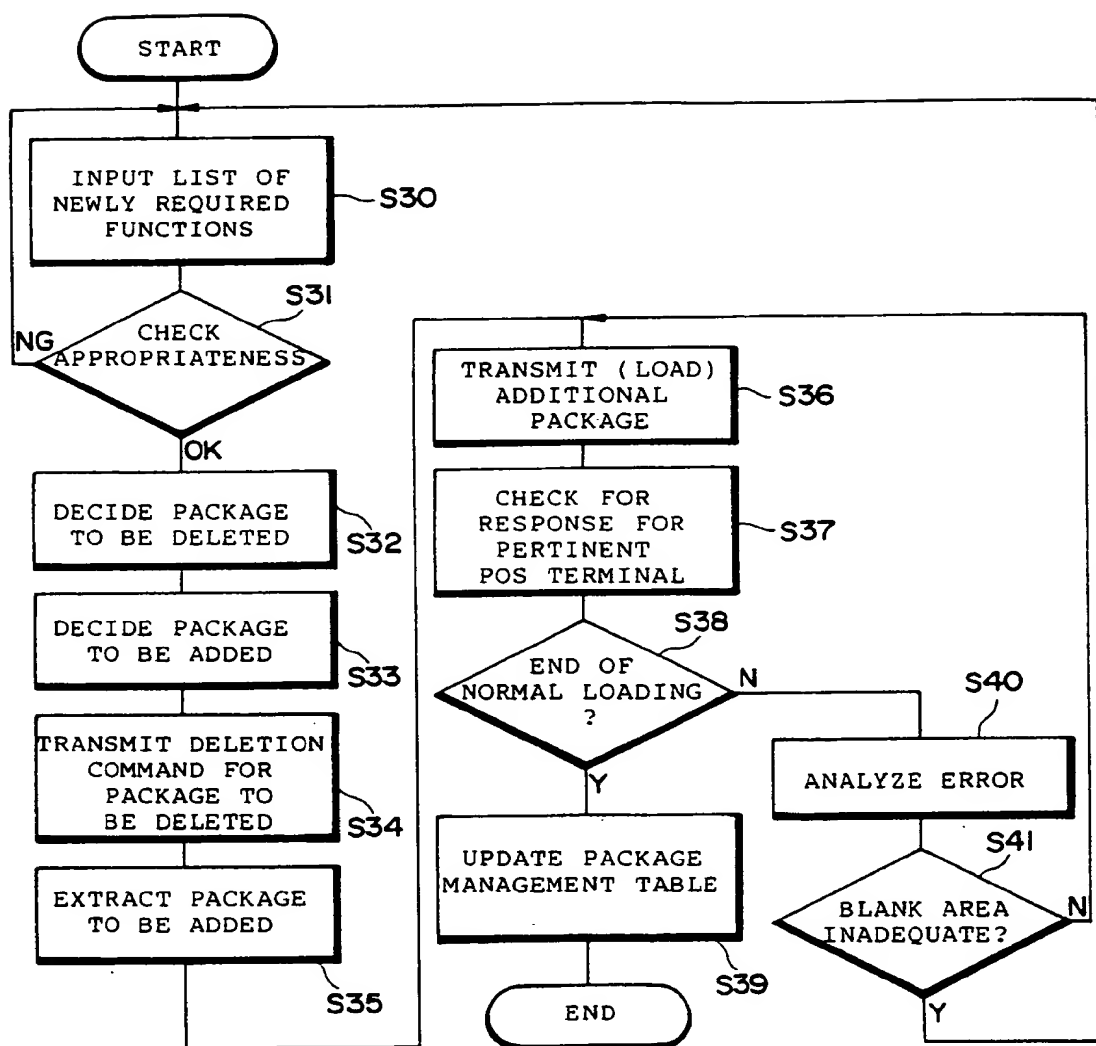 START
INPUT LIST OF
NEWLY REQUIRED
FUNCTIONS
S30
S31
NG
CHECK
APPROPRIATENESS
OK
DECIDE PACKAGE
TO BE DELETED
S32
DECIDE PACKAGE
TO BE ADDED
S33
TRANSMIT DELETION
COMMAND FOR
PACKAGE TO
BE DELETED
S34
EXTRACT PACKAGE
TO BE ADDED
S35
TRANSMIT (LOAD)
ADDITIONAL
PACKAGE
S36
CHECK FOR
RESPONSE FOR
PERTINENT
POS TERMINAL
S37
S38
END OF
NORMAL LOADING
?
N
Y
UPDATE PACKAGE
MANAGEMENT TABLE
S39
END
S40
ANALYZE ERROR
S41
BLANK AREA
INADEQUATE?
N
Y